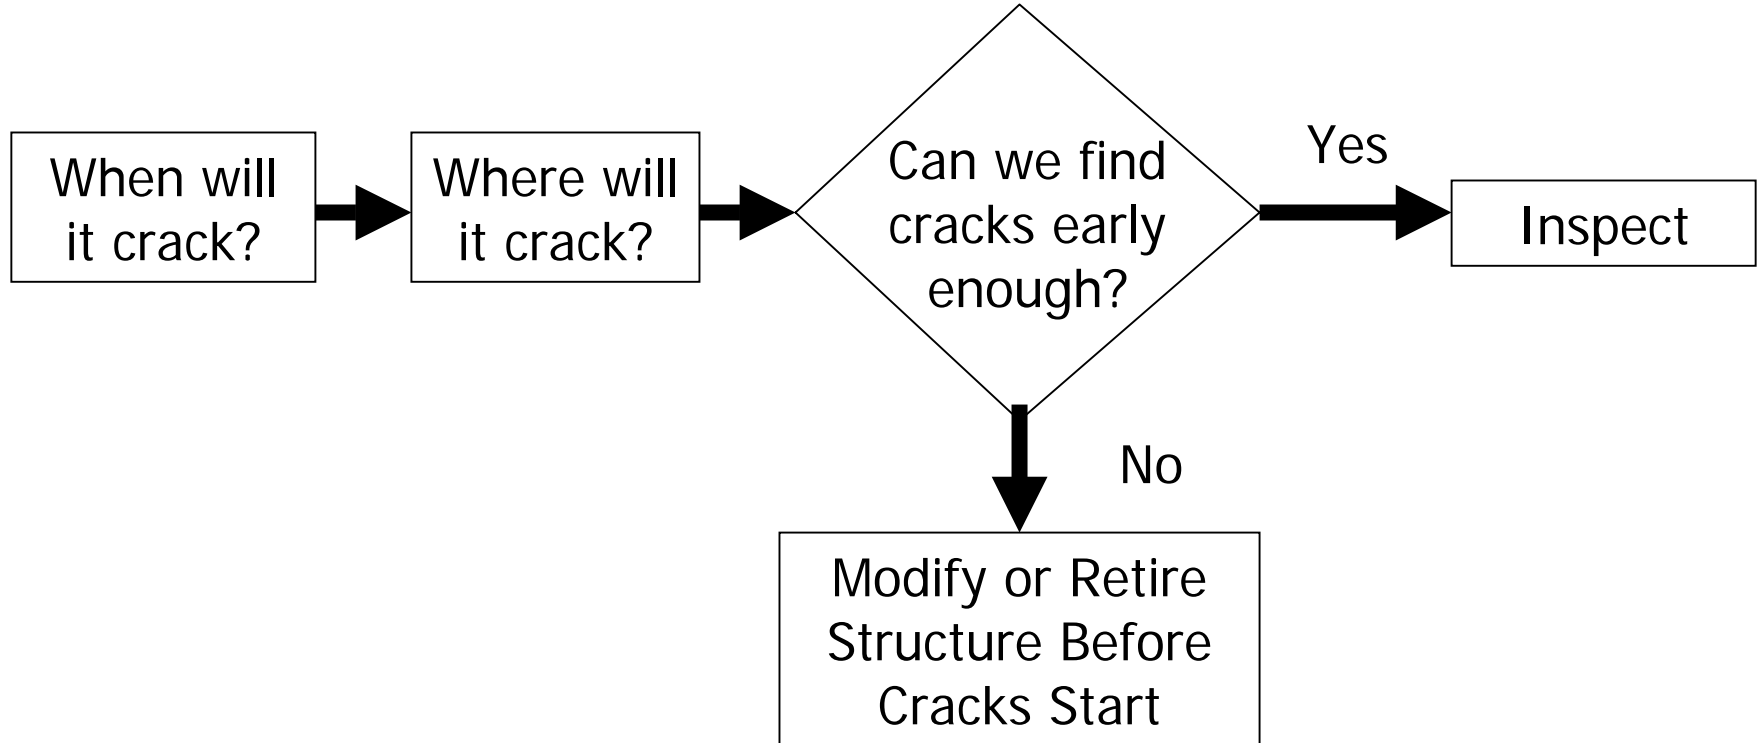 When will
it crack?
Where will
it crack?
Can we find
cracks early
enough?
Yes
Inspect
No
Modify or Retire
Structure Before
Cracks Start